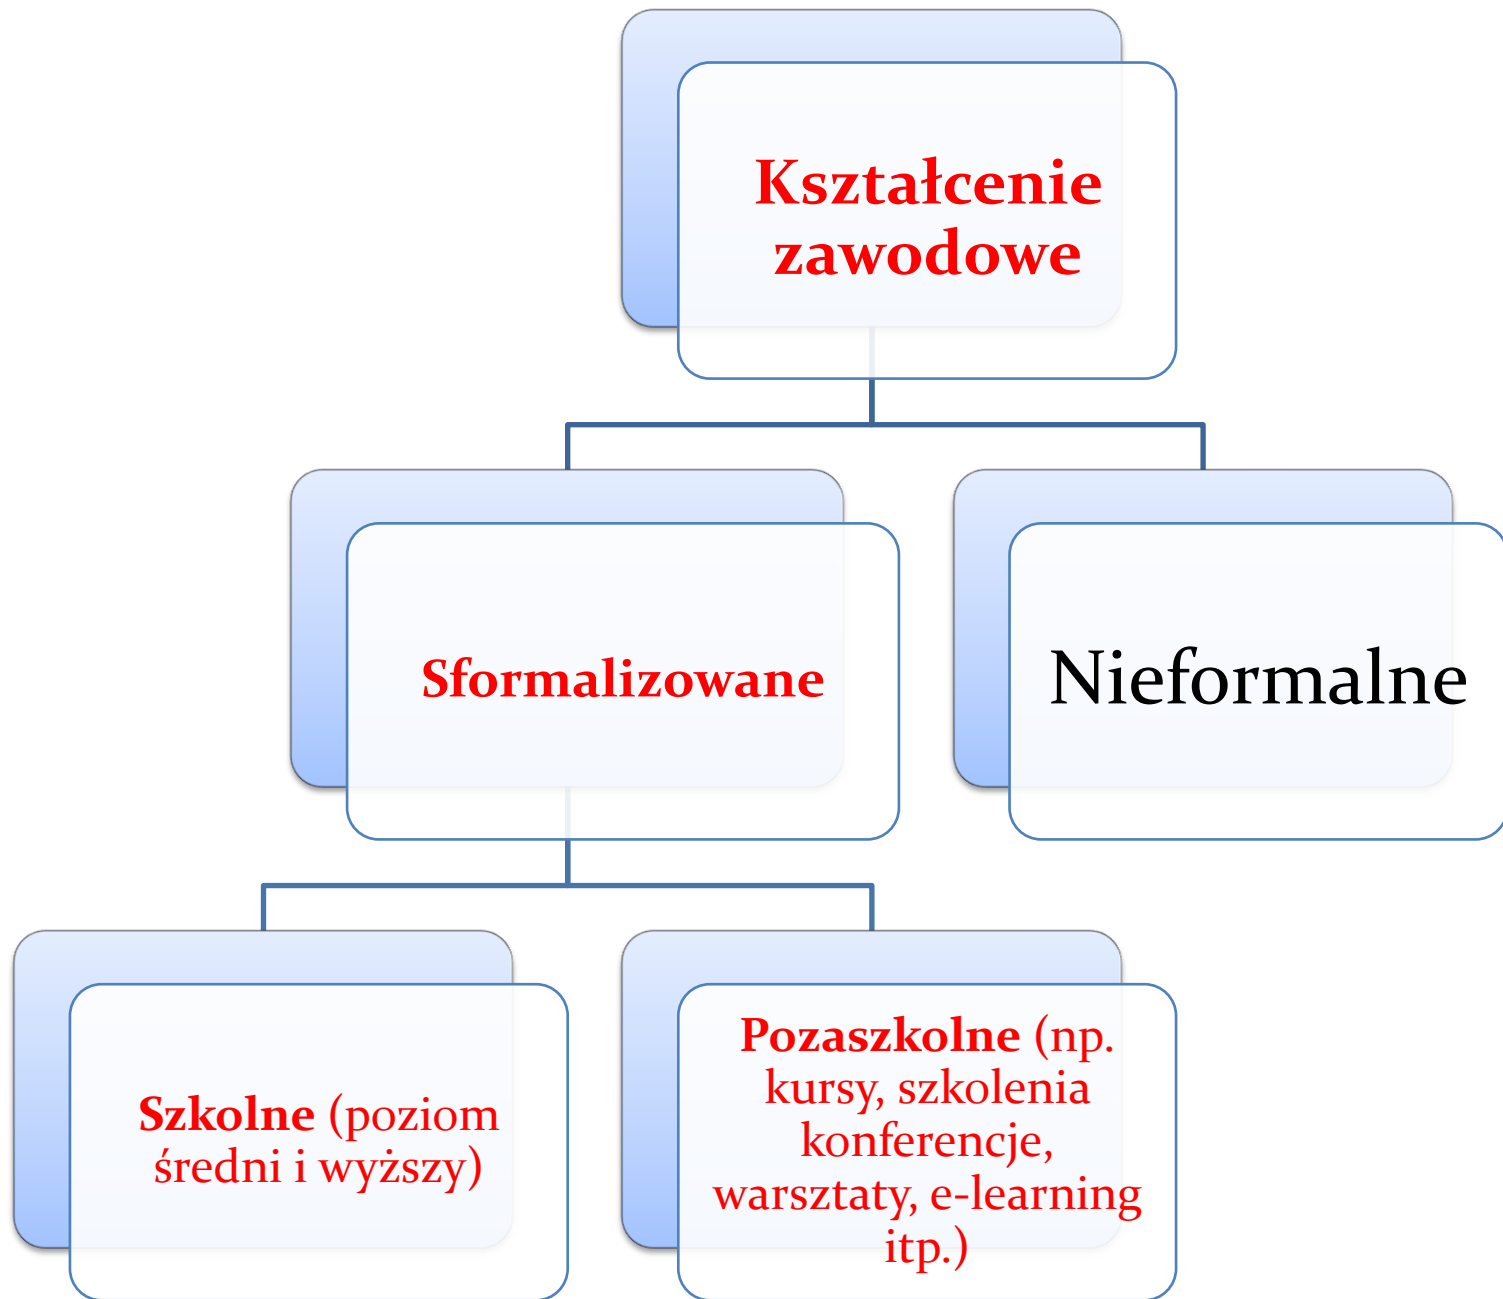 Kształcenie
zawodowe
Sformalizowane
Nieformalne
Szkolne (poziom
średni i wyższy)
Pozaszkolne (np.
kursy, szkolenia
konferencje,
warsztaty, e-learning
itp.)